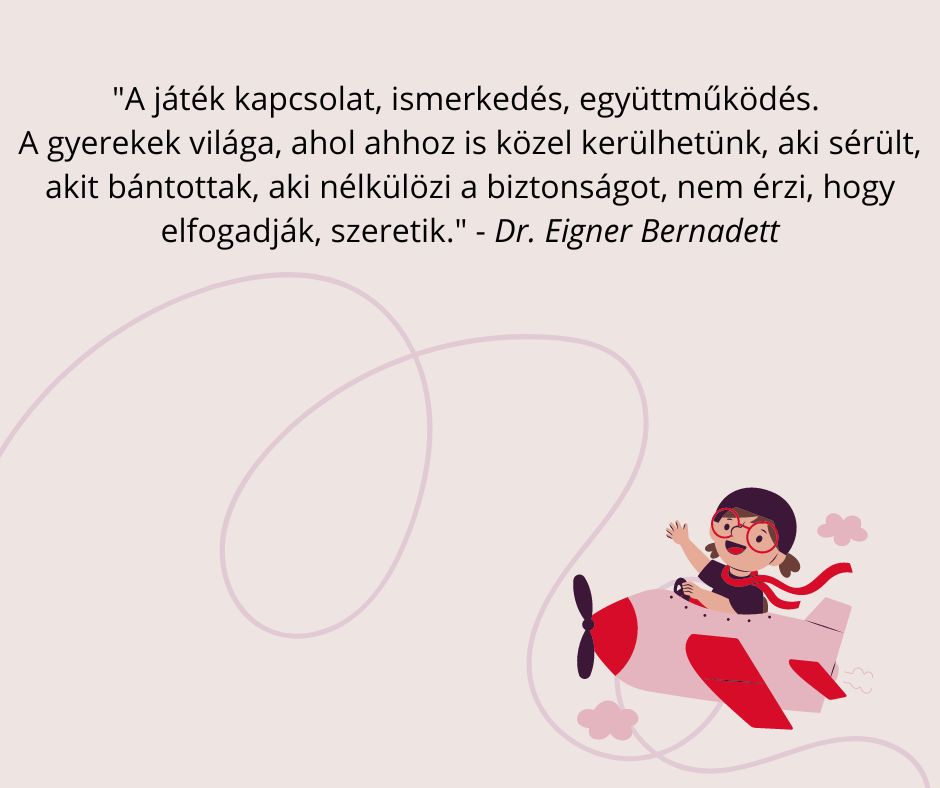 "A játék kapcsolat, ismerkedés, együttműködés.
A gyerekek világa, ahol ahhoz is közel kerülhetünk, aki sérült,
akit bántottak, aki nélkülözi a biztonságot, nem érzi, hogy
elfogadják, szeretik." - Dr. Eigner Bernadett